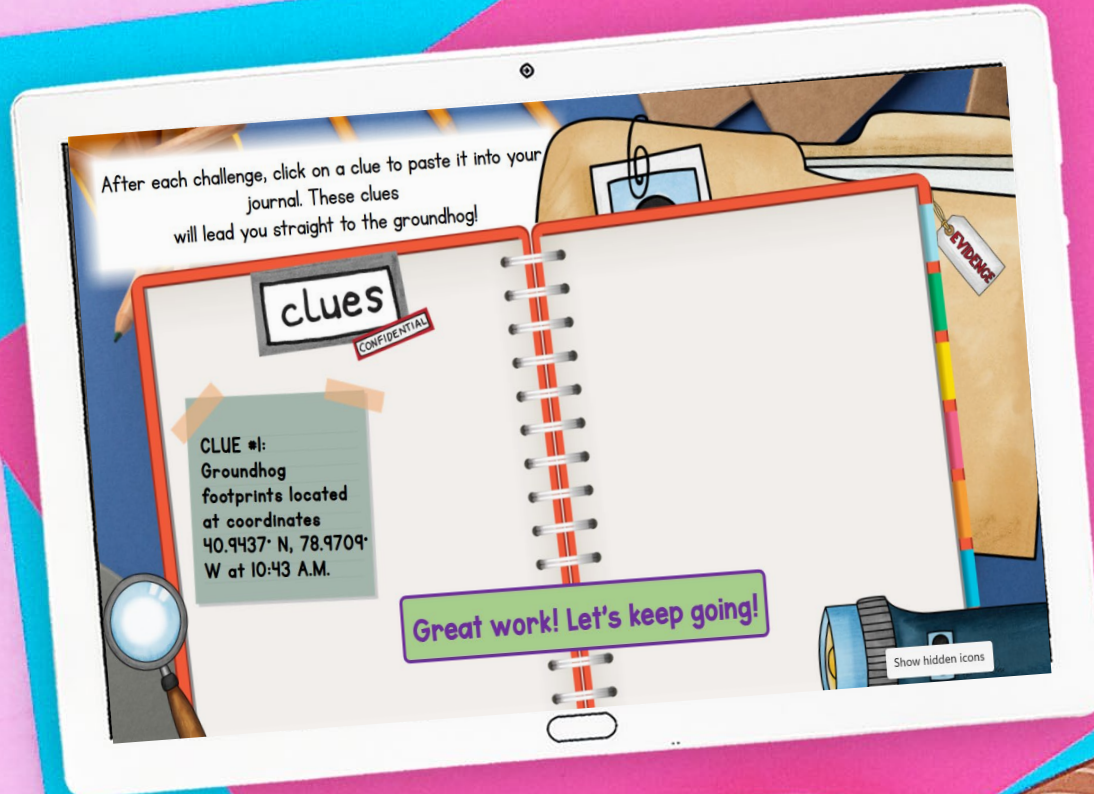 After each challenge, click on a clue to paste it into your
journal. These clues
will lead you straight to the groundhog!
clues
CONFIDENTIAL
EVIDENCE
CLUE #1:
Groundhog
footprints located
at coordinates
40.9437° N, 78.9709°
W at 10:43 A.M.
Great work! Let's keep going!
Show hidden icons